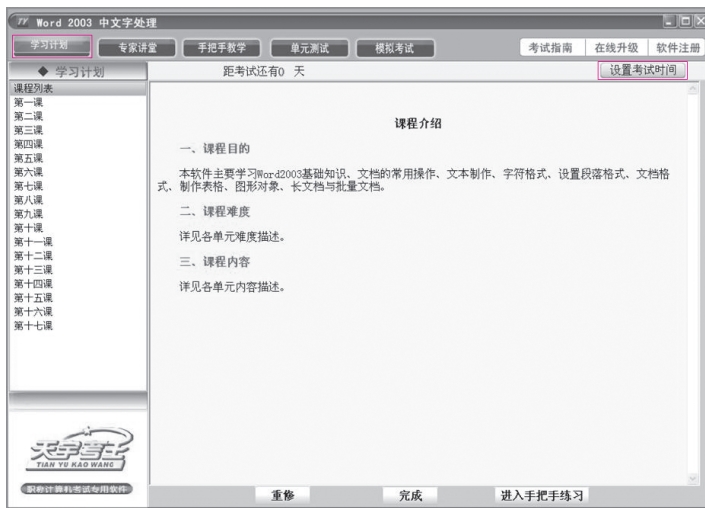 TY Word 2003 中文字处理
学习计划 专家讲堂 手把手教学 单元测试 模拟考试 考试指南 在线升级 软件注册
◆ 学习计划 距考试还有0 天 设置考试时间
课程列表
第一课
第二课
第三课
第四课
第五课
第六课
第七课
第八课
第九课
第十课
第十一课
第十二课
第十三课
第十四课
第十五课
第十六课
第十七课
课程介绍
一、课程目的
本软件主要学习Word2003基础知识、文档的常用操作、文本制作、字符格式、设置段落格式、文档格
式、制作表格、图形对象、长文档与批量文档。
二、课程难度
详见各单元难度描述。
三、课程内容
详见各单元内容描述。
天宇考王
TIAN YU KAO WANG
职称计算机考试专用软件
重修 完成 进入手把手练习